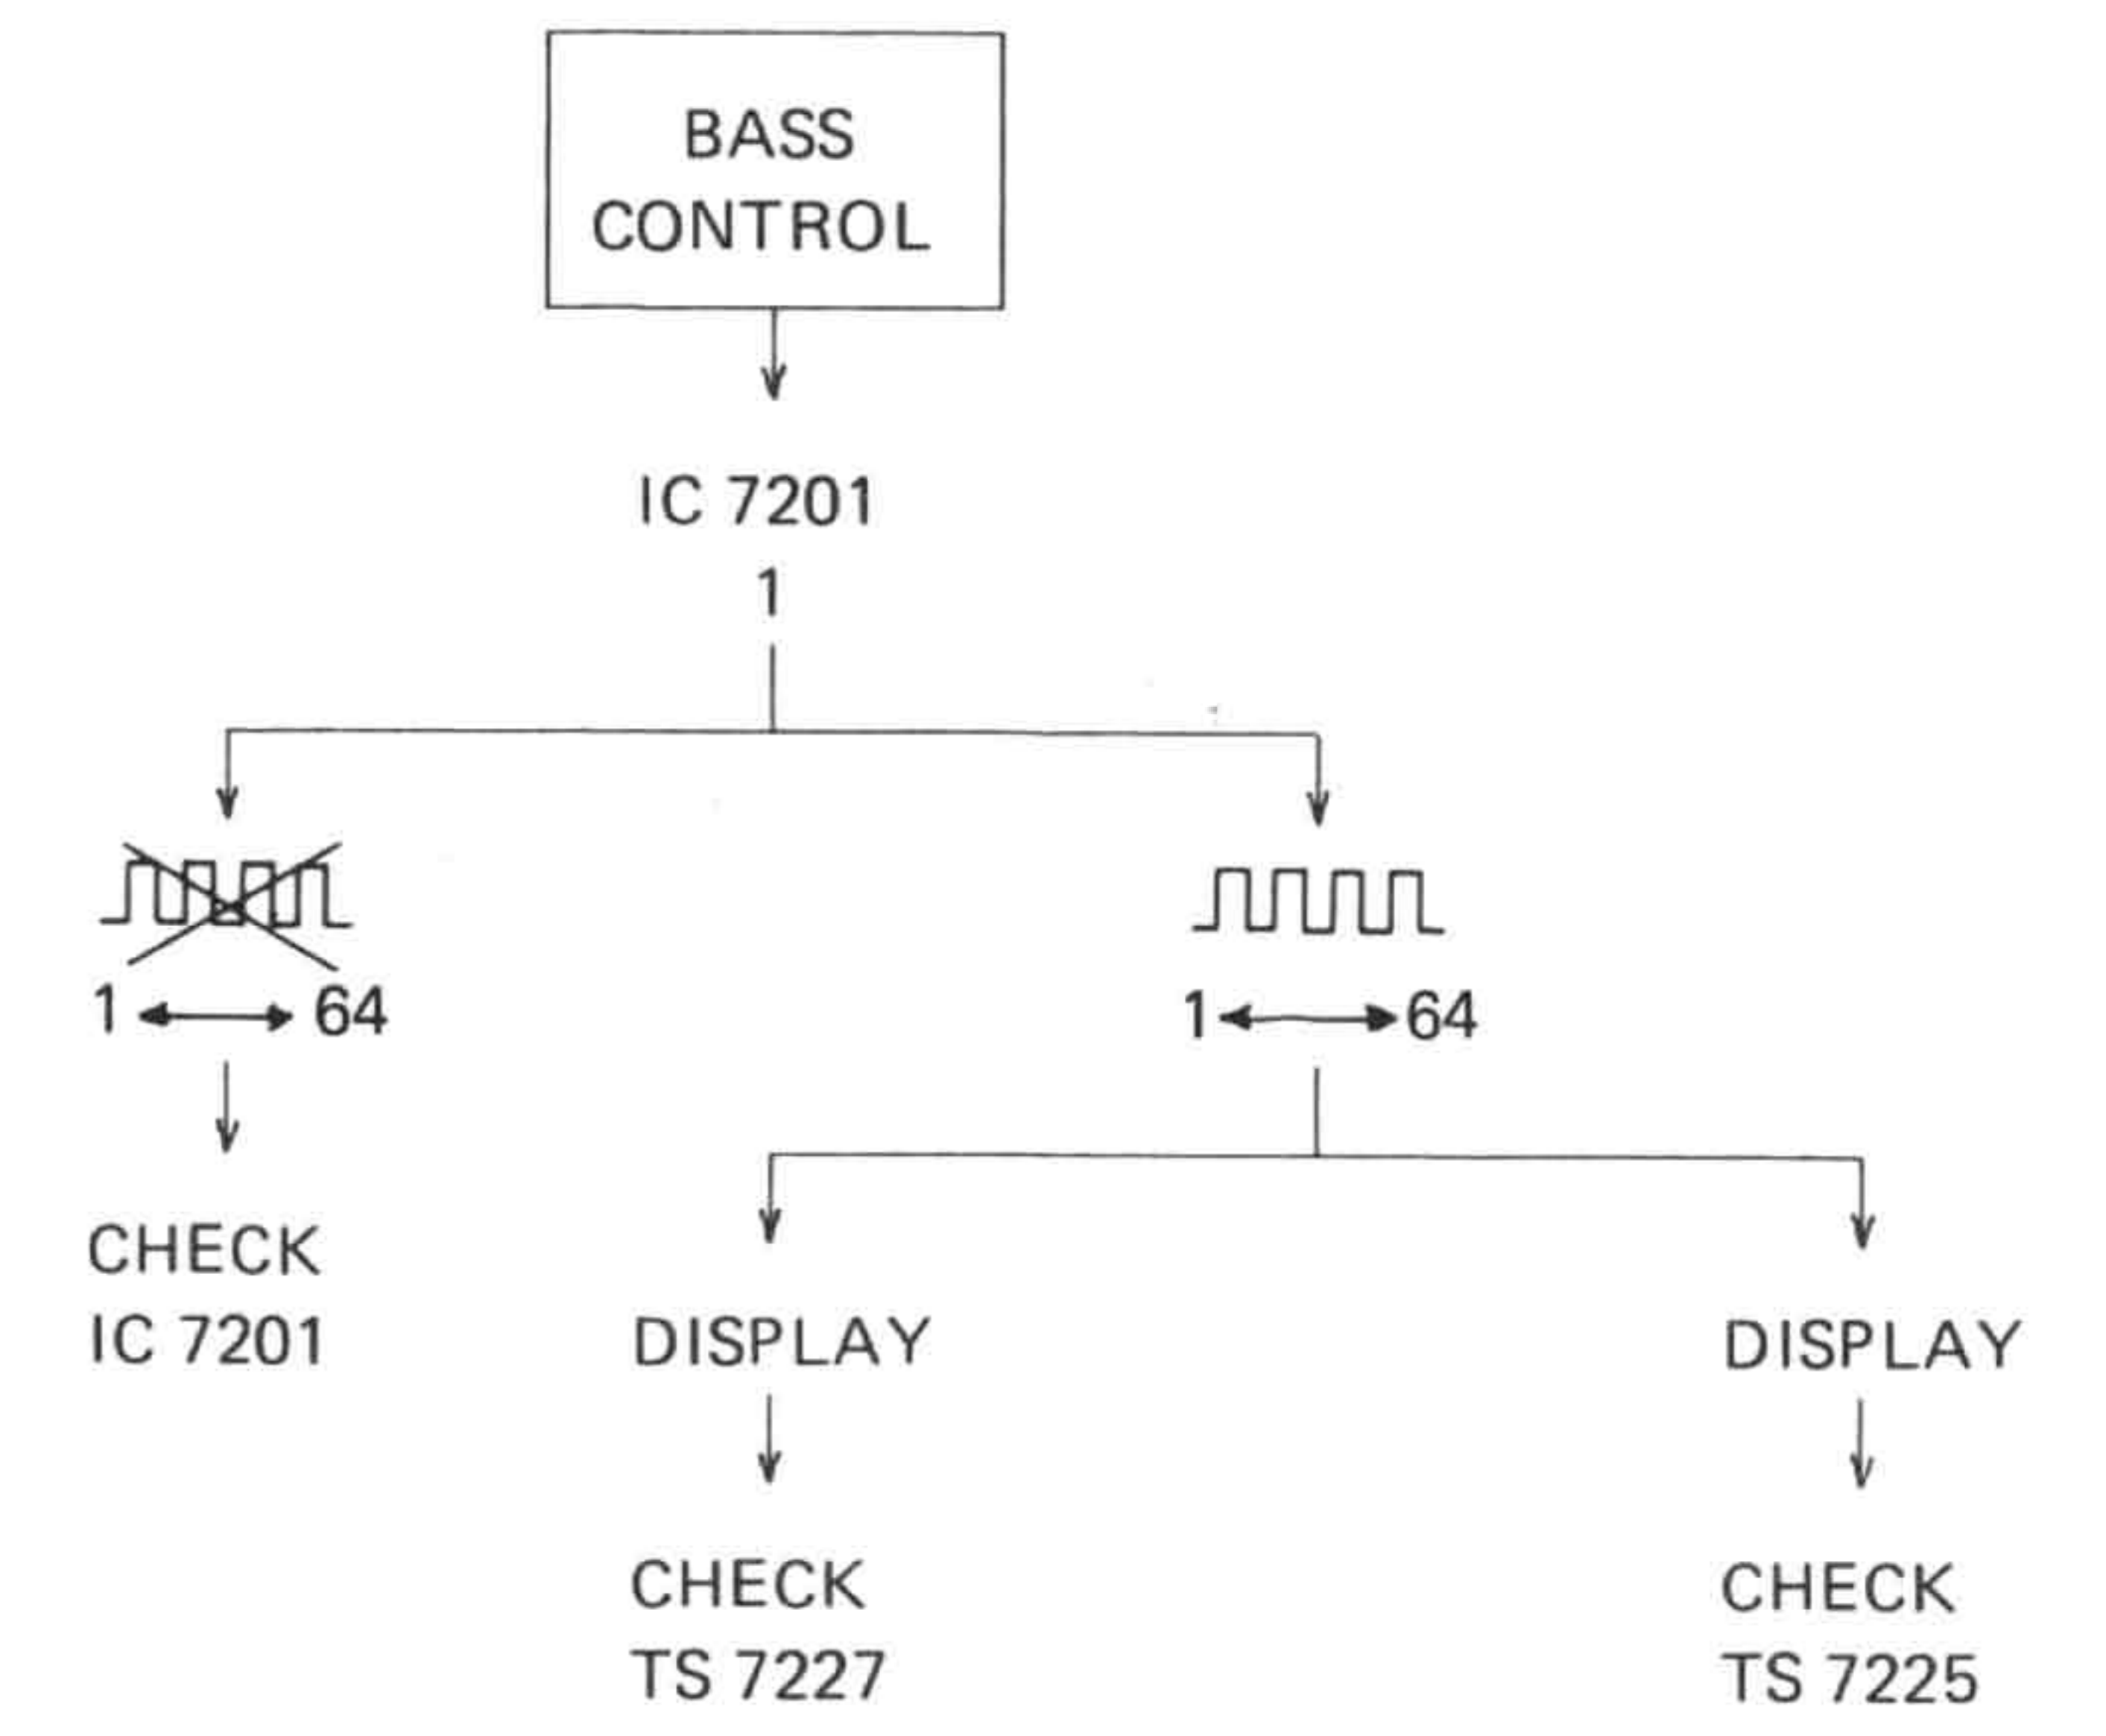 BASS
CONTROL
IC 7201
1
1 64
1 64
CHECK
IC 7201
DISPLAY
DISPLAY
CHECK
TS 7227
CHECK
TS 7225